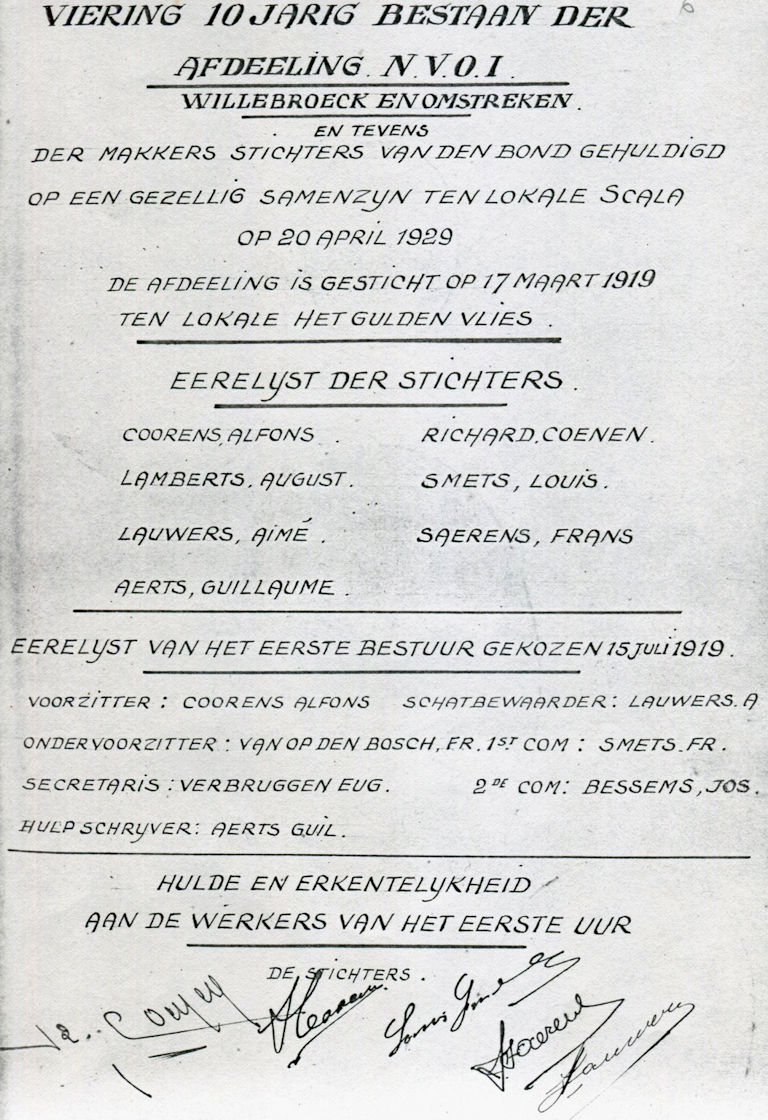 VIERING 10 JARIG BESTAAN DER
AFDEELING. N.V.O.I.
WILLEBROECK EN OMSTREKEN.
EN TEVENS
DER MAKKERS STICHTERS VAN DEN BOND GEHULDIGD
OP EEN GEZELLIG SAMENZYN TEN LOKALE SCALA
OP 20 APRIL 1929
DE AFDEELING IS GESTICHT OP 17 MAART 1919
TEN LOKALE HET GULDEN VLIES.
EERELYST DER STICHTERS.
COORENS, ALFONS. RICHARD. COENEN.
LAMBERTS, AUGUST. SMETS, LOUIS.
LAUWERS, AIMÉ. SAERENS, FRANS
AERTS, GUILLAUME.
EERELYST VAN HET EERSTE BESTUUR GEKOZEN 15 JULI 1919.
VOORZITTER: COORENS ALFONS SCHATBEWAARDER: LAUWERS. A
ONDERVOORZITTER: VAN OP DEN BOSCH, FR. 1ST COM: SMETS. FR.
SECRETARIS: VERBRUGGEN EUG. 2DE COM: BESSEMS, JOS.
HULPSCHRYVER: AERTS GUIL.
HULDE EN ERKENTELYKHEID
AAN DE WERKERS VAN HET EERSTE UUR
DE STICHTERS.